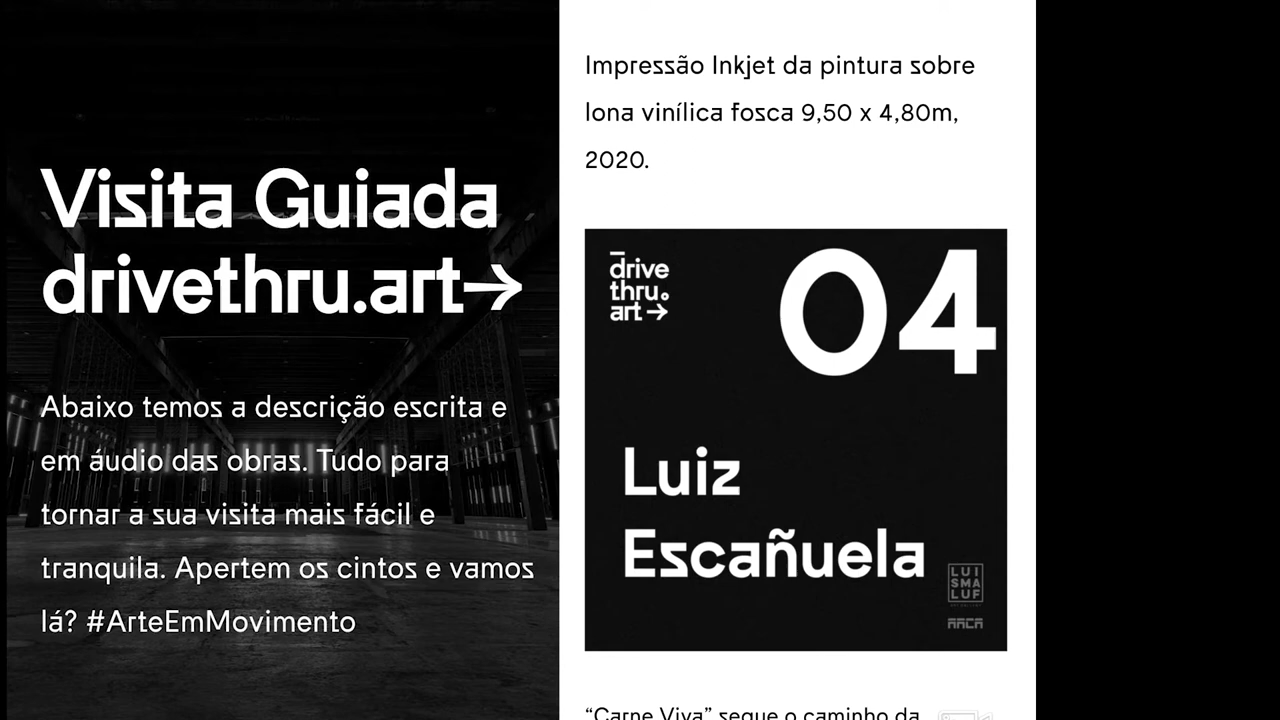 Visita Guiada
drivethru.art→
Abaixo temos a descrição escrita e
em áudio das obras. Tudo para
tornar a sua visita mais fácil e
tranquila. Apertem os cintos e vamos
lá? #ArteEmMovimento
Impressão Inkjet da pintura sobre
lona vinílica fosca 9,50 x 4,80m,
2020.
drive
thru.
art →
04
Luiz
Escañuela
LUI
SMA
LUF
ARCA
“Carne Viva” segue o caminho da